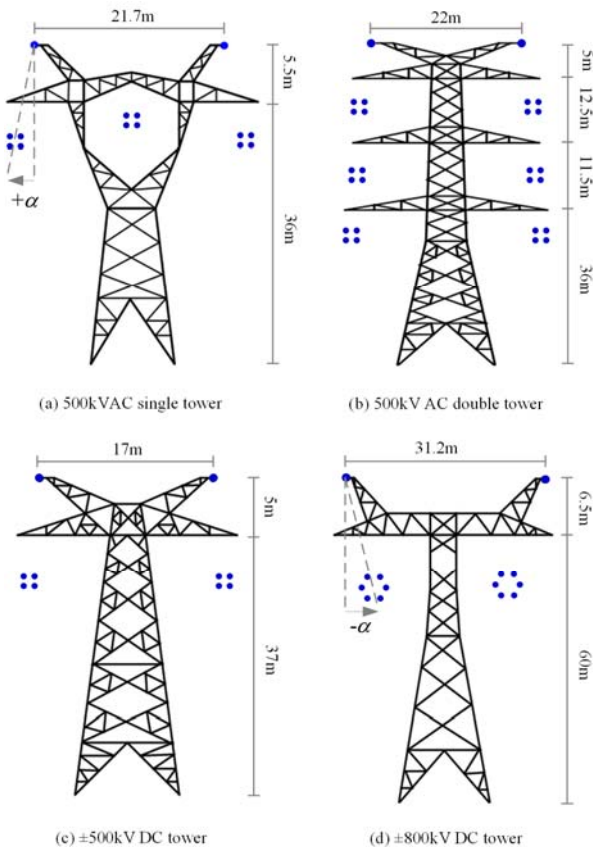 21.7m
5.5m
36m
+α
(a) 500kVAC single tower
22m
5m
12.5m
11.5m
36m
(b) 500kV AC double tower
17m
5m
37m
(c) ±500kV DC tower
31.2m
6.5m
60m
-α
(d) ±800kV DC tower